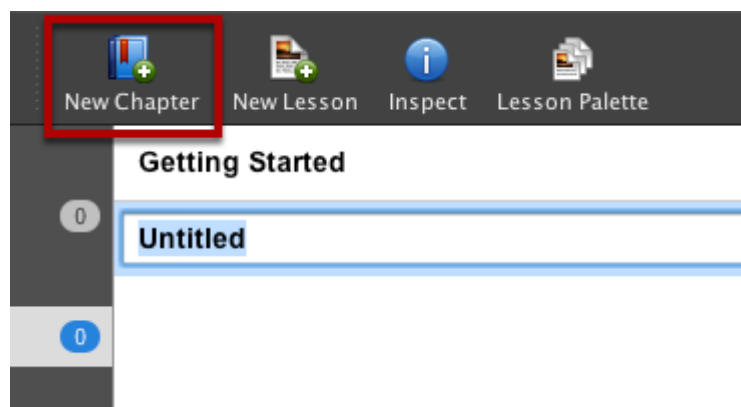 New Chapter New Lesson Inspect Lesson Palette
Getting Started
0
Untitled
0